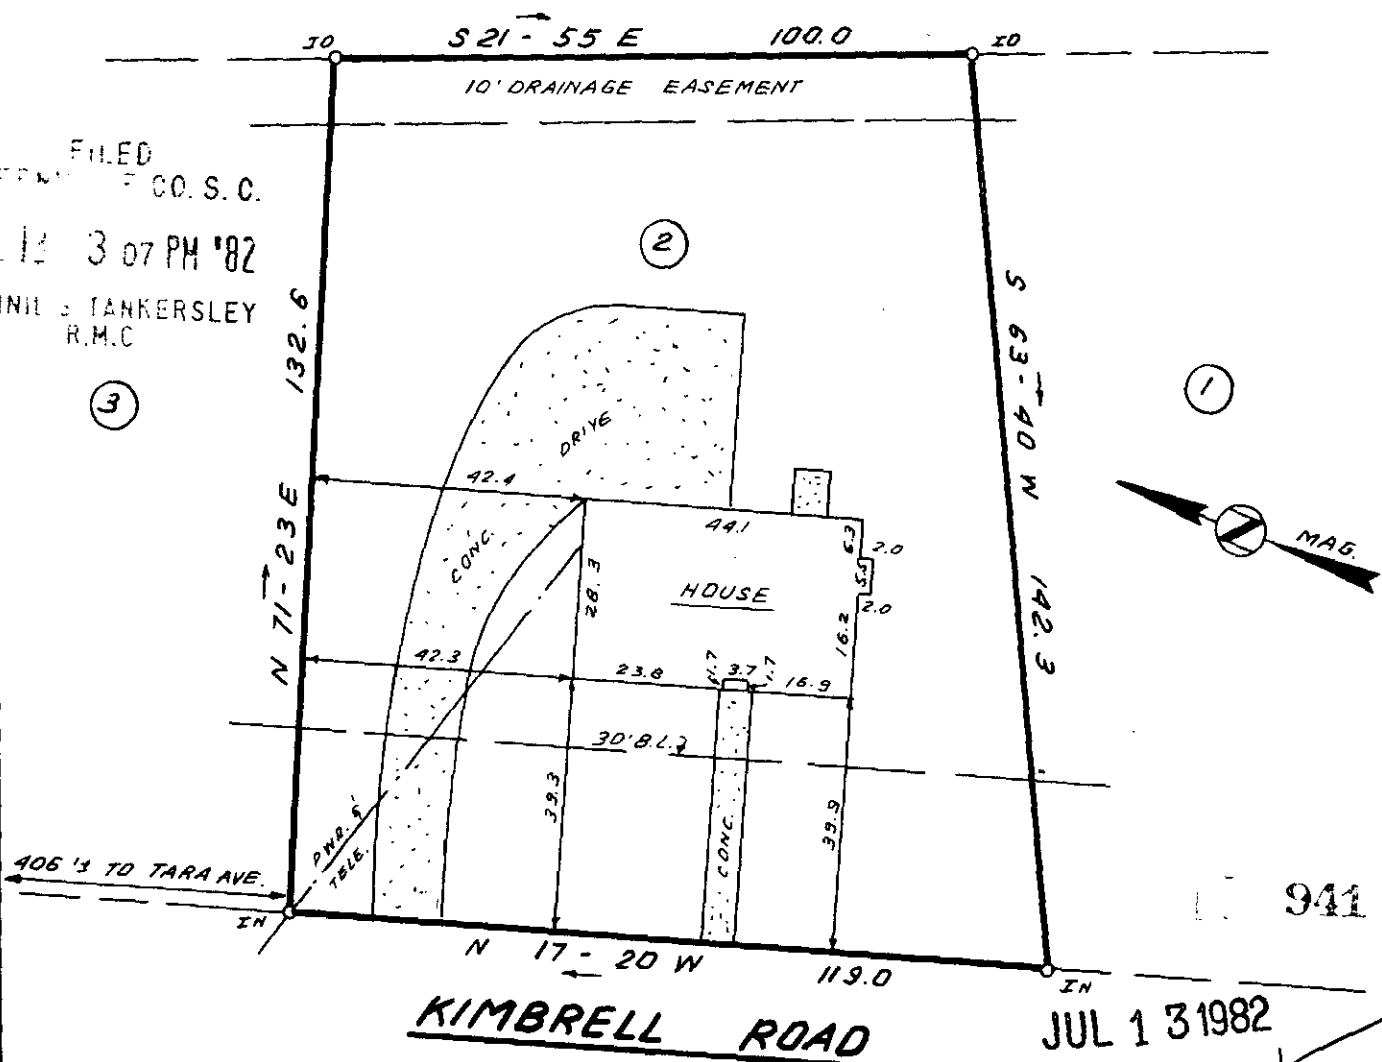 IO S 21 - 55 E 100.0 IO
10' DRAINAGE EASEMENT
FILED
CO. S. C.
3 07 PM '82
TANKERSLEY
R.M.C
2
3
1
N 71 - 23 E 132.6
S 63 - 40 W 142.3
MAG.
DRIVE
CONC.
42.4
44.1
6.3
2.0
5.5
2.0
28.3
HOUSE
16.2
42.3
23.8
1.7
3.7
1.7
16.9
30' B.L.
39.3
CONC.
39.9
PWR. &
TELE.
406 '± TO TARA AVE.
IN
N 17 - 20 W 119.0
IN
941
KIMBRELL ROAD
JUL 13 1982